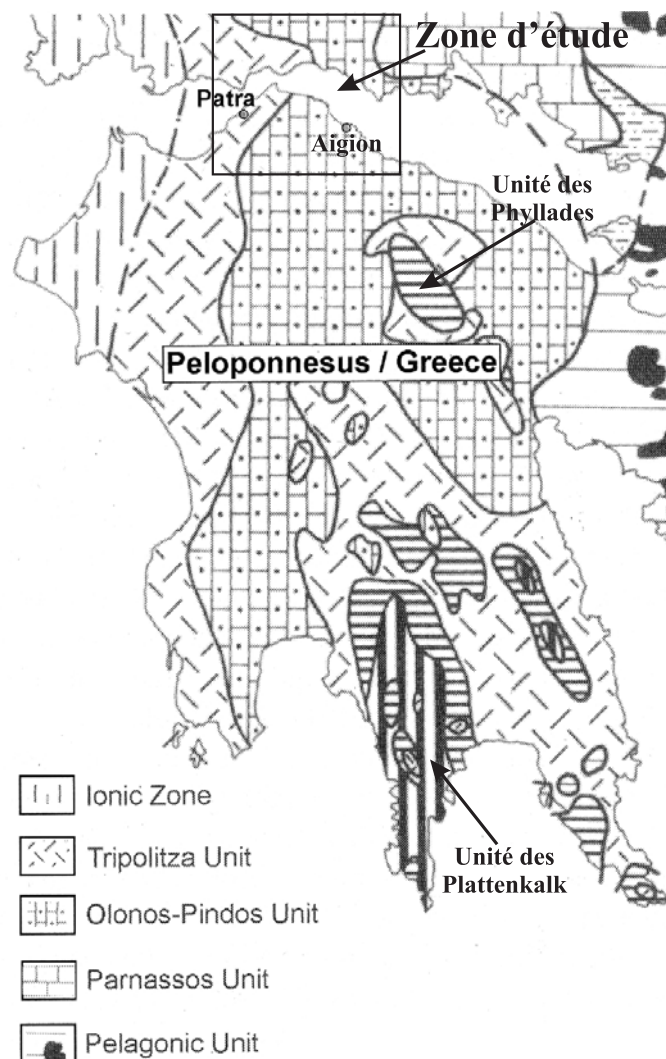 Zone d'étude
Patra
Aigion
Unité des
Phyllades
Peloponnesus / Greece
Ionic Zone
Tripolitza Unit
Olonos-Pindos Unit
Parnassos Unit
Pelagonic Unit
Unité des
Plattenkalk